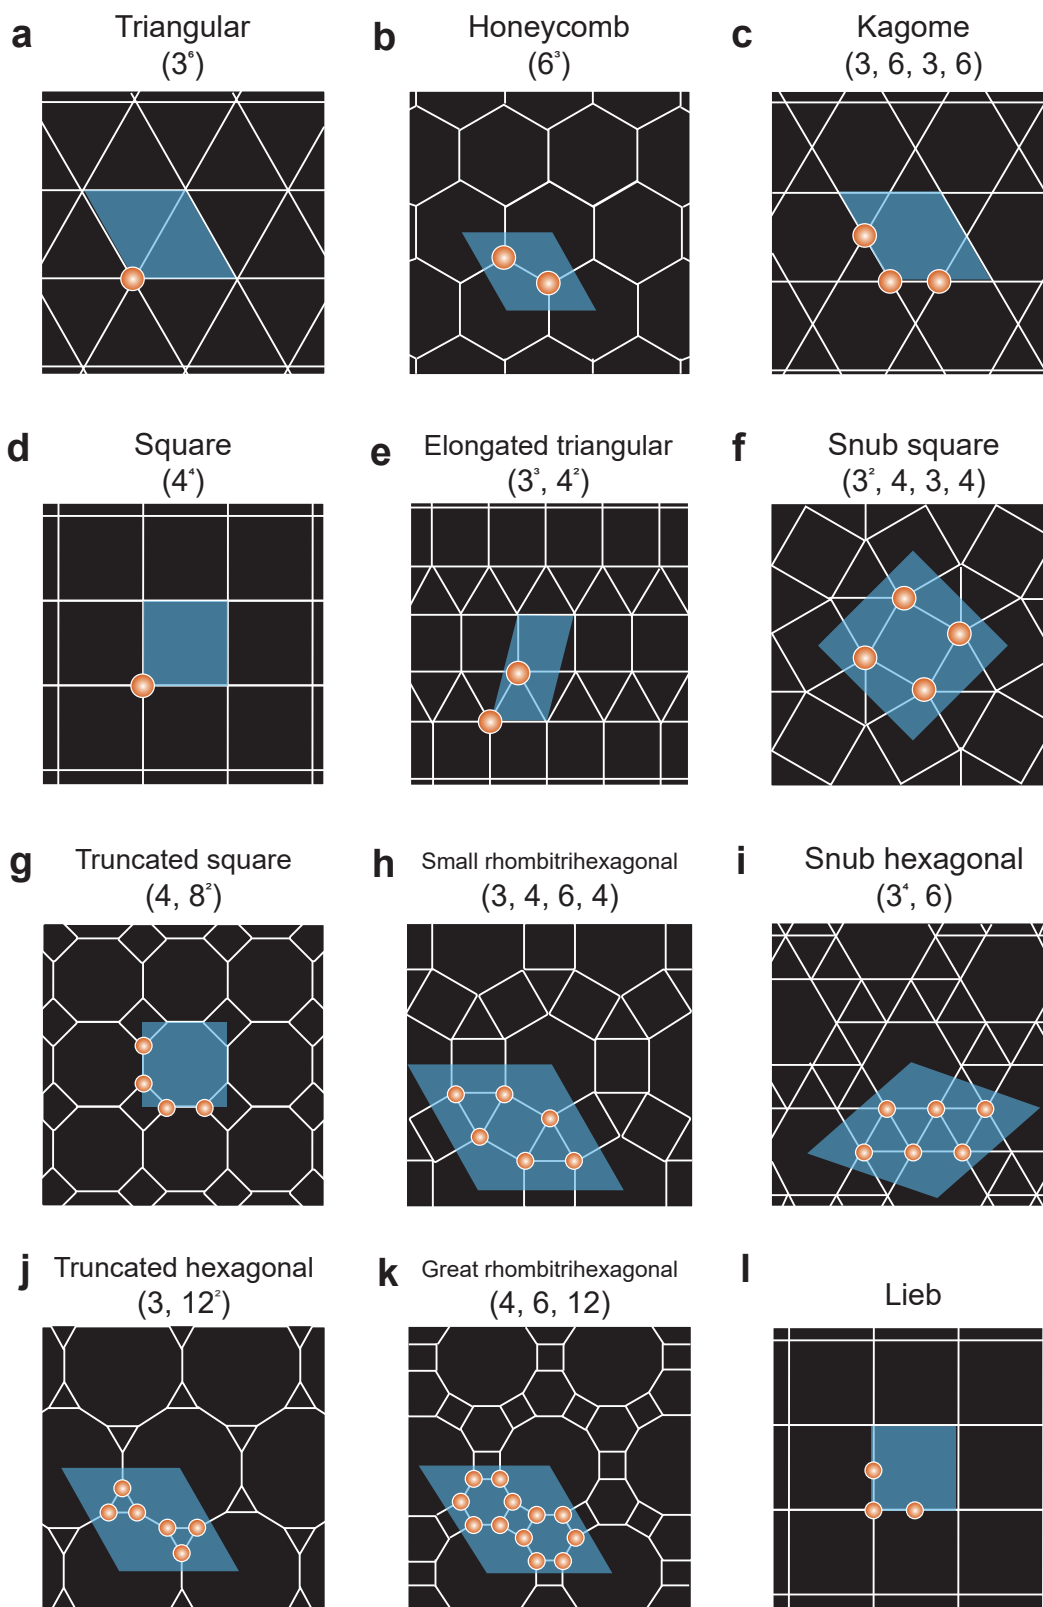 a Triangular
(3⁶)
b Honeycomb
(6³)
c Kagome
(3, 6, 3, 6)
d Square
(4⁴)
e Elongated triangular
(3³, 4²)
f Snub square
(3², 4, 3, 4)
g Truncated square
(4, 8²)
h Small rhombitrihexagonal
(3, 4, 6, 4)
i Snub hexagonal
(3⁴, 6)
j Truncated hexagonal
(3, 12²)
k Great rhombitrihexagonal
(4, 6, 12)
l Lieb